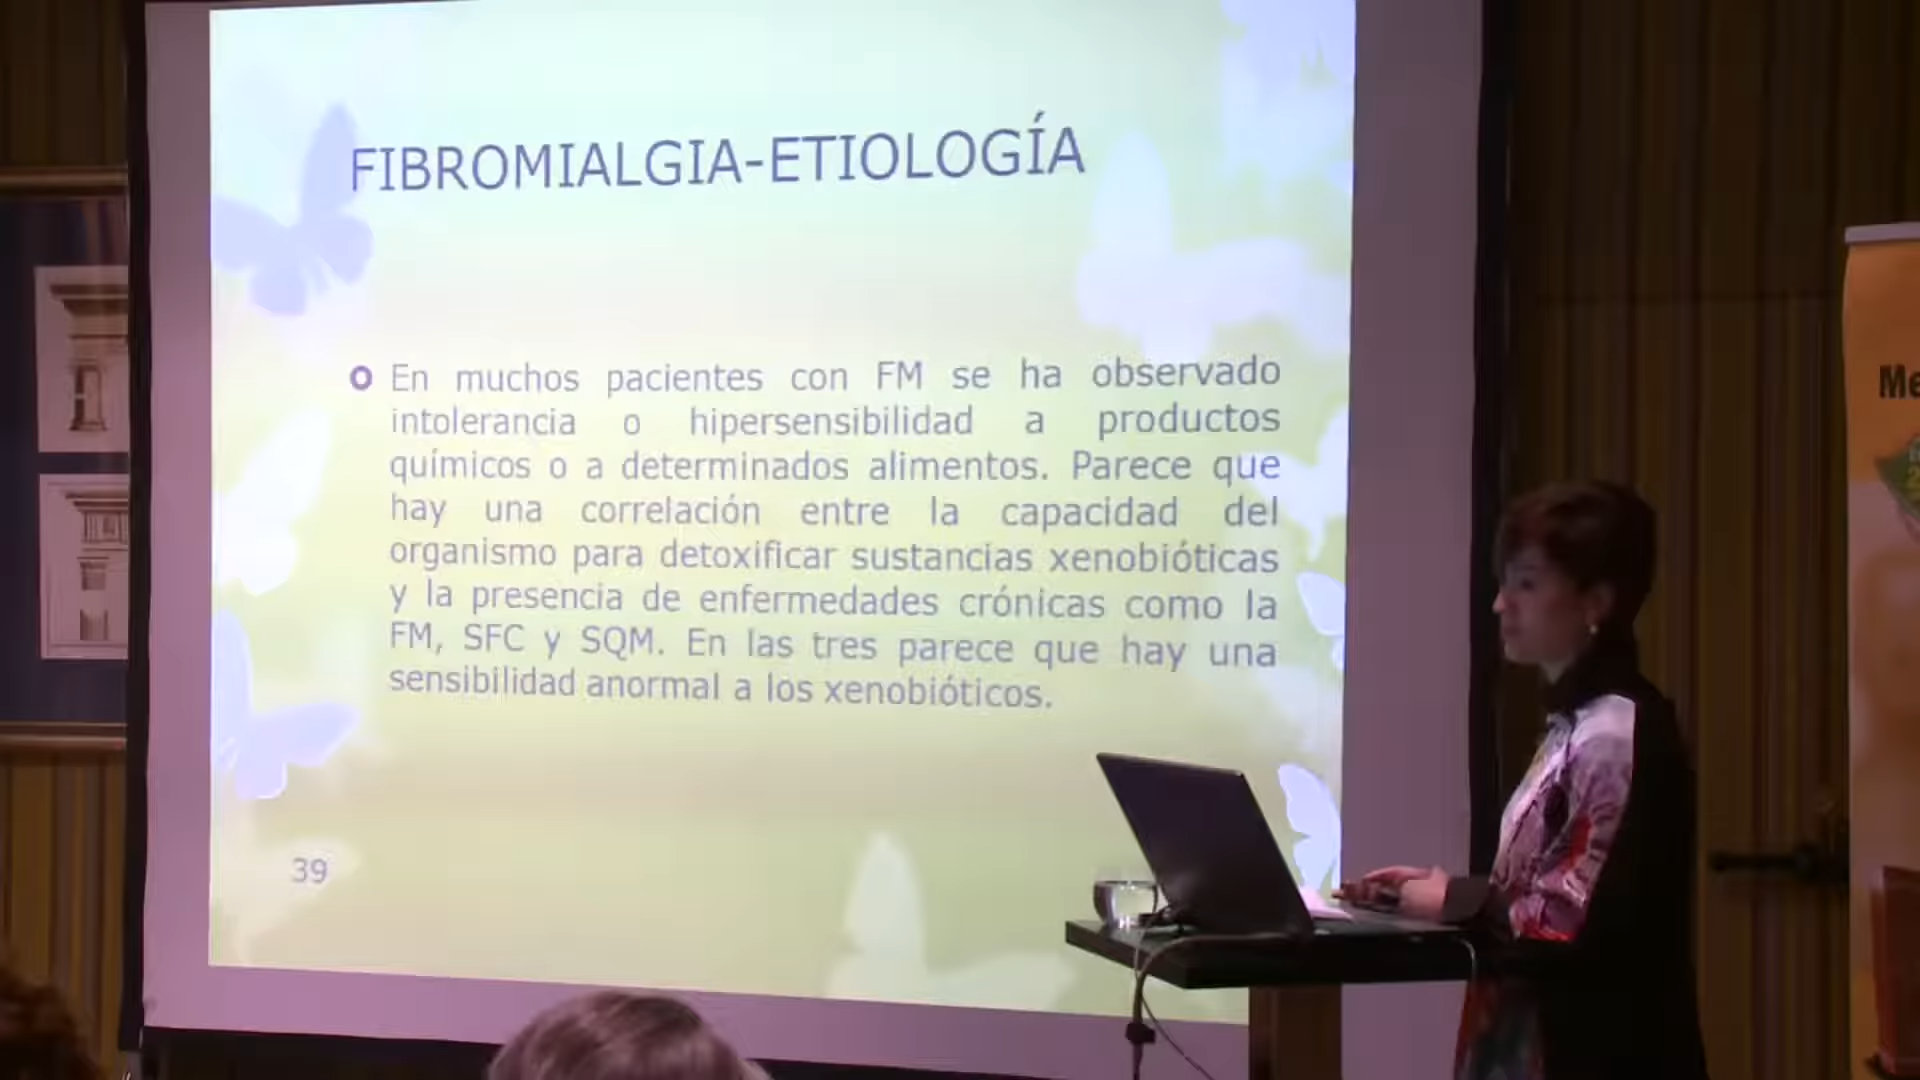 FIBROMIALGIA-ETIOLOGÍA
En muchos pacientes con FM se ha observado
intolerancia o hipersensibilidad a productos
químicos o a determinados alimentos. Parece que
hay una correlación entre la capacidad del
organismo para detoxificar sustancias xenobióticas
y la presencia de enfermedades crónicas como la
FM, SFC y SQM. En las tres parece que hay una
sensibilidad anormal a los xenobióticos.
39
Me